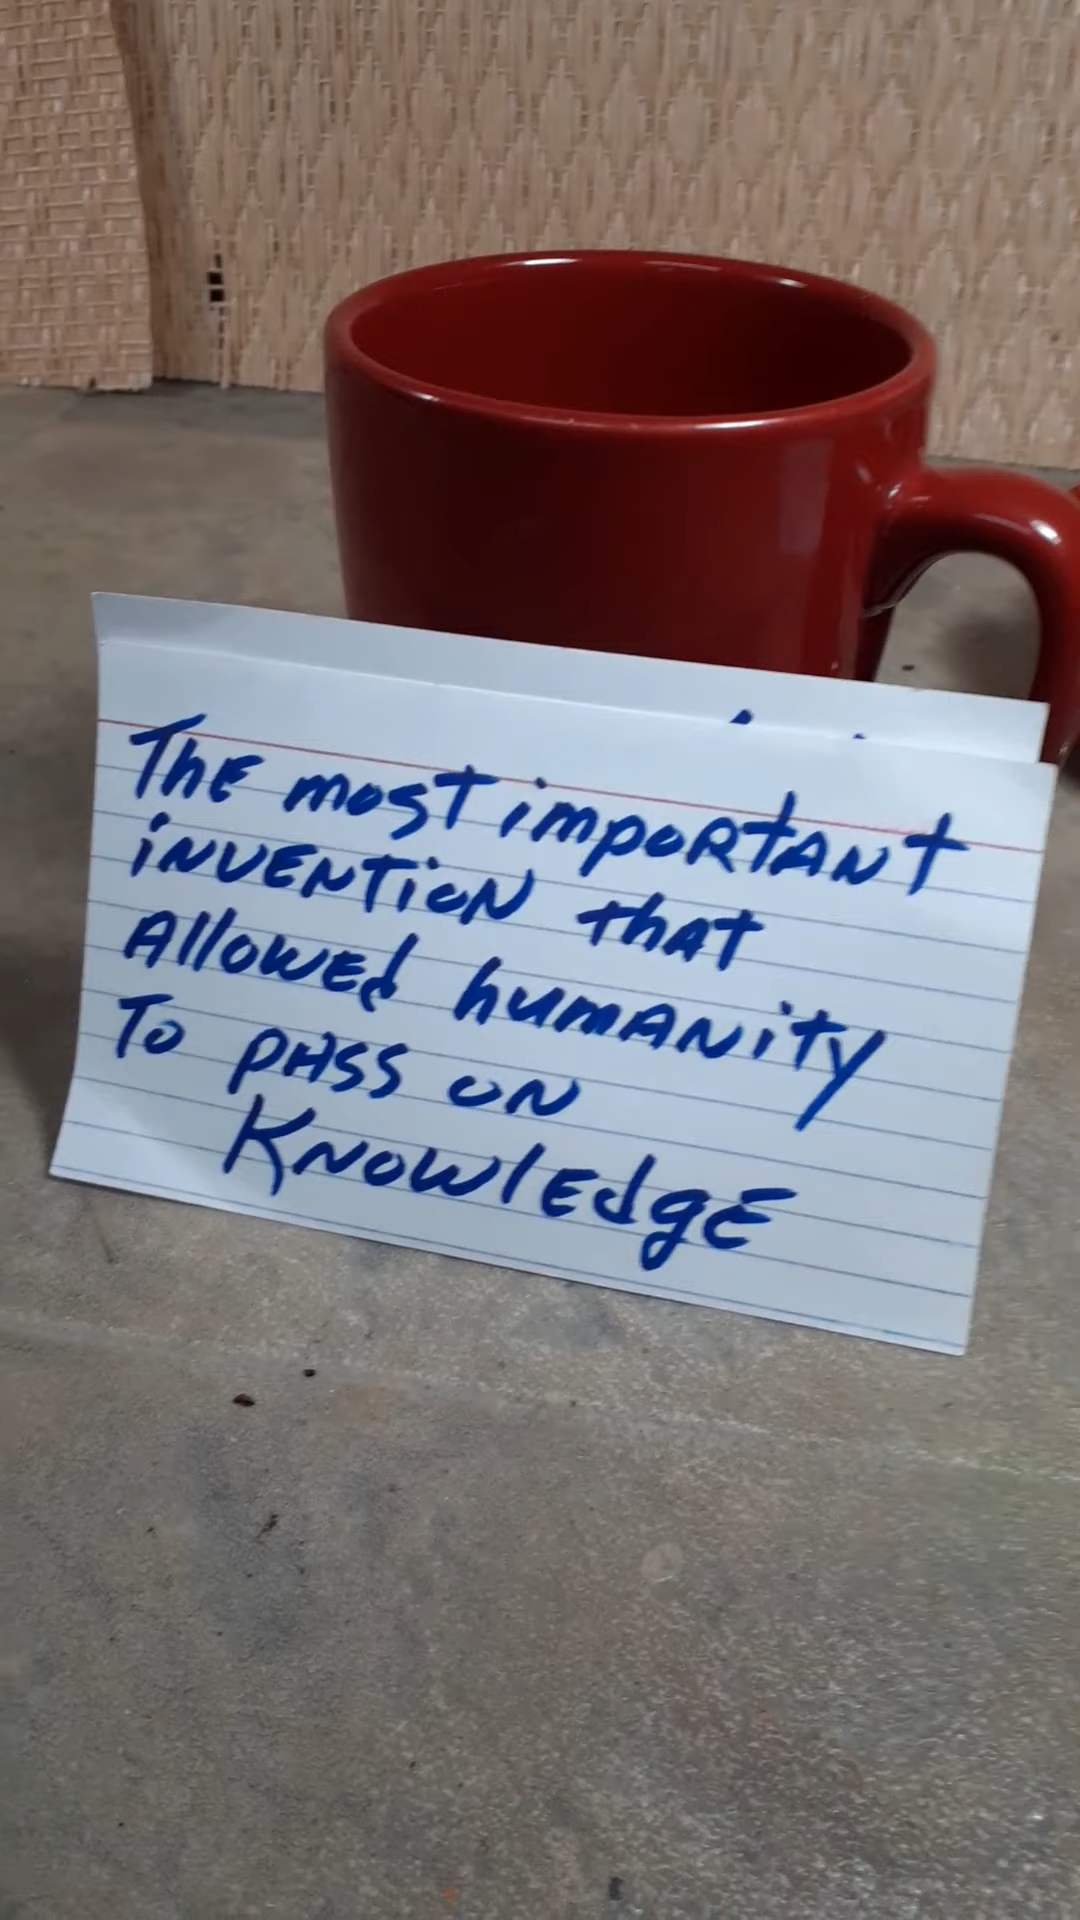 The most important
invention that
Allowed humanity
To pass on
Knowledge